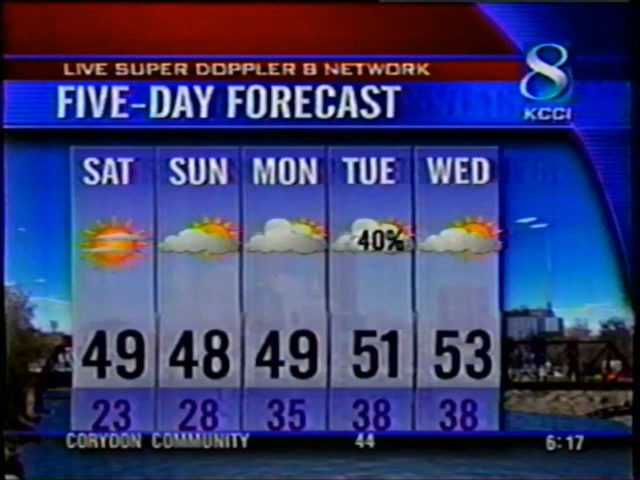 LIVE SUPER DOPPLER 8 NETWORK
8
FIVE-DAY FORECAST
KCCI
SAT SUN MON TUE WED
40%
49 48 49 51 53
23 28 35 38 38
CORYDON COMMUNITY 44 6:17